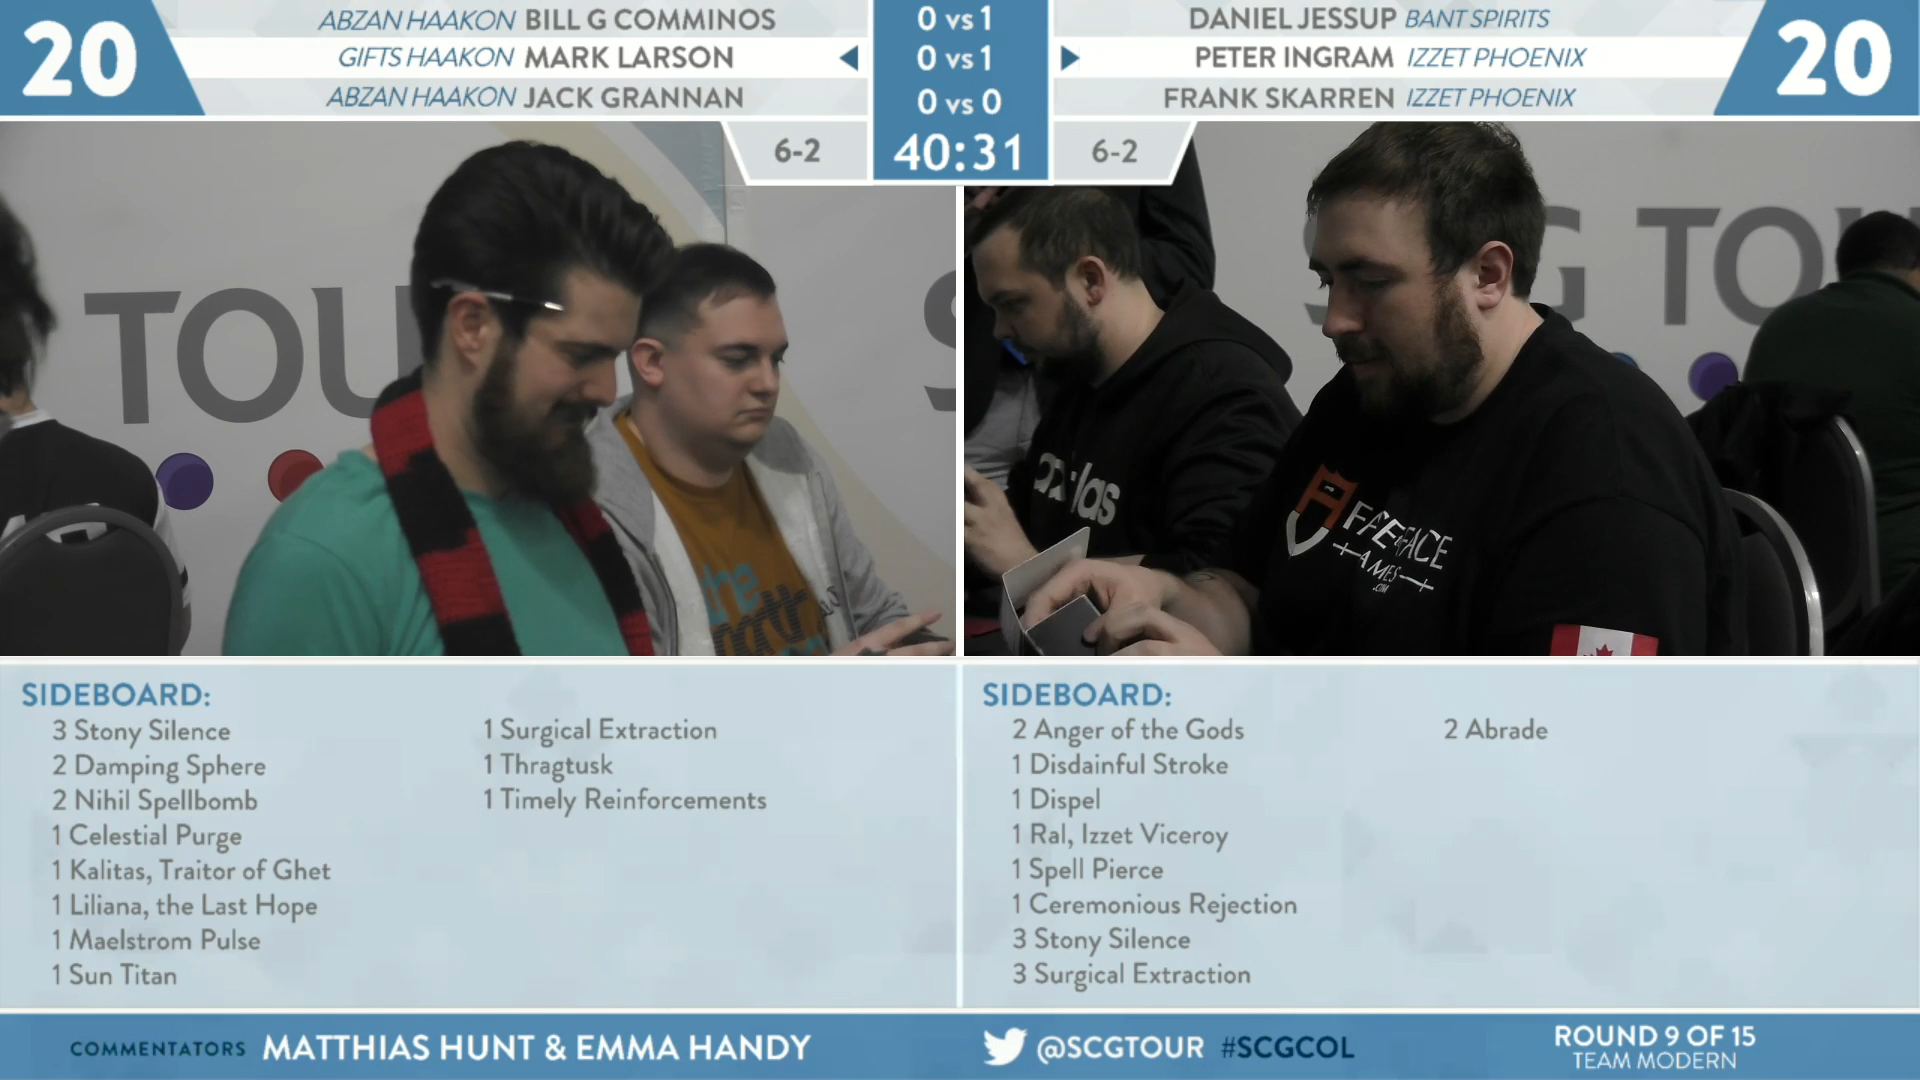 20
ABZAN HAAKON BILL G COMMINOS
0 vs 1
DANIEL JESSUP BANT SPIRITS
20
GIFTS HAAKON MARK LARSON
0 vs 1
PETER INGRAM IZZET PHOENIX
ABZAN HAAKON JACK GRANNAN
0 vs 0
FRANK SKARREN IZZET PHOENIX
6-2
40:31
6-2
TOU
S
G TOU
FACE TO FACE
GAMES
.COM
the
SIDEBOARD:
3 Stony Silence
2 Damping Sphere
2 Nihil Spellbomb
1 Celestial Purge
1 Kalitas, Traitor of Ghet
1 Liliana, the Last Hope
1 Maelstrom Pulse
1 Sun Titan
1 Surgical Extraction
1 Thragtusk
1 Timely Reinforcements
SIDEBOARD:
2 Anger of the Gods
1 Disdainful Stroke
1 Dispel
1 Ral, Izzet Viceroy
1 Spell Pierce
1 Ceremonious Rejection
3 Stony Silence
3 Surgical Extraction
2 Abrade
COMMENTATORS MATTHIAS HUNT & EMMA HANDY
@SCGTOUR #SCGCOL
ROUND 9 OF 15
TEAM MODERN